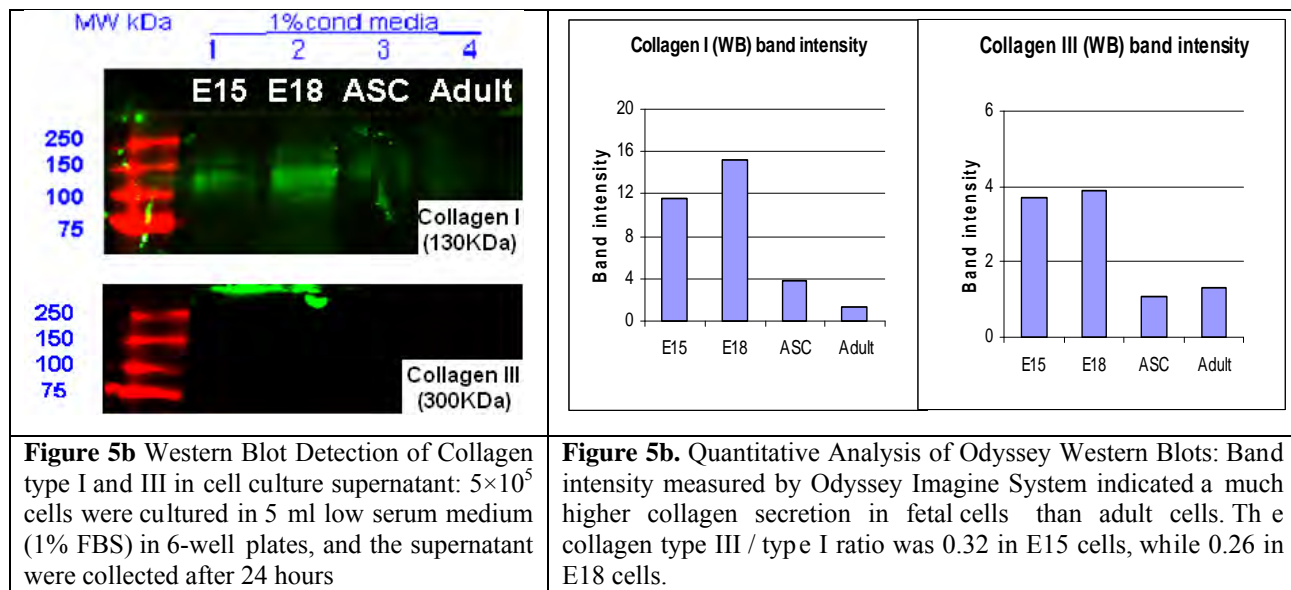 MW kDa 1%cond media
1 2 3 4
E15 E18 ASC Adult
250
150
100
75
Collagen I
(130KDa)
250
150
100
75
Collagen III
(300KDa)
Collagen I (WB) band intensity
Band intensity
20
16
12
8
4
0
E15 E18 ASC Adult
Collagen III (WB) band intensity
Band intensity
6
4
2
0
E15 E18 ASC Adult
Figure 5b Western Blot Detection of Collagen
type I and III in cell culture supernatant: 5×10⁵
cells were cultured in 5 ml low serum medium
(1% FBS) in 6-well plates, and the supernatant
were collected after 24 hours
Figure 5b. Quantitative Analysis of Odyssey Western Blots: Band
intensity measured by Odyssey Imagine System indicated a much
higher collagen secretion in fetal cells than adult cells. Th e
collagen type III / typ e I ratio was 0.32 in E15 cells, while 0.26 in
E18 cells.